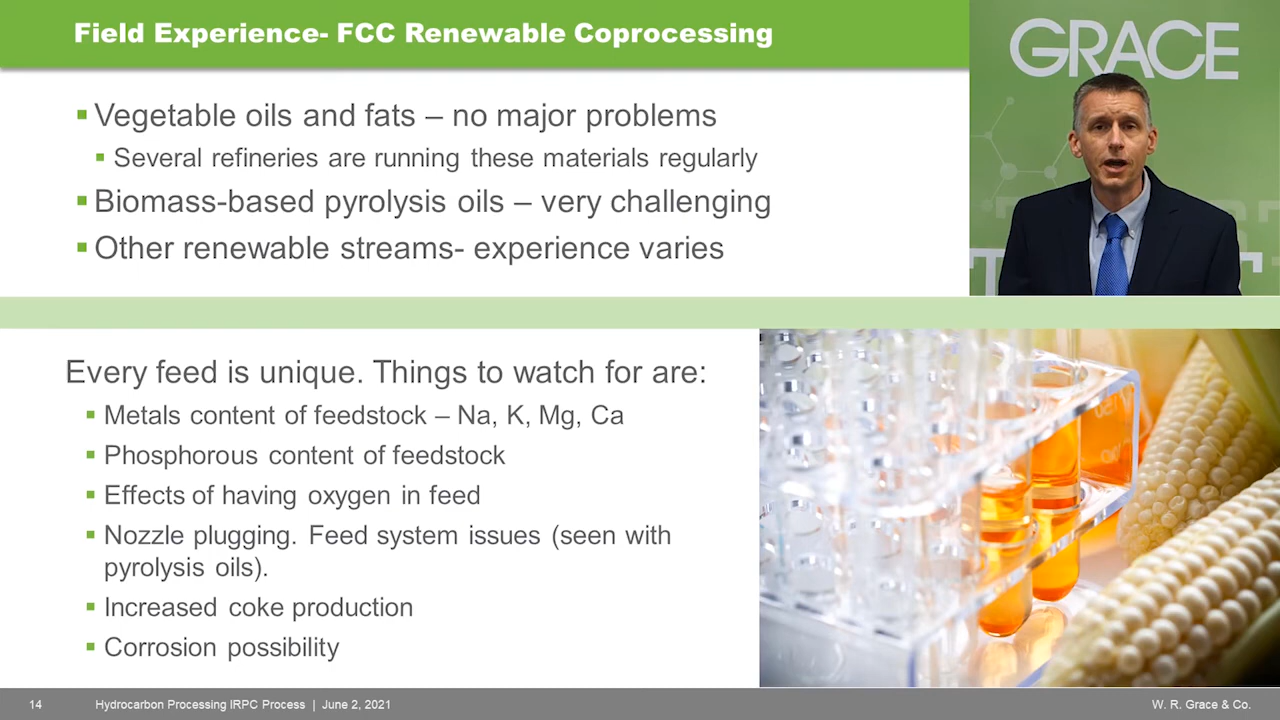 Field Experience- FCC Renewable Coprocessing
GRACE
Vegetable oils and fats – no major problems
Several refineries are running these materials regularly
Biomass-based pyrolysis oils – very challenging
Other renewable streams- experience varies
Every feed is unique. Things to watch for are:
Metals content of feedstock – Na, K, Mg, Ca
Phosphorous content of feedstock
Effects of having oxygen in feed
Nozzle plugging. Feed system issues (seen with
pyrolysis oils).
Increased coke production
Corrosion possibility
14 Hydrocarbon Processing IRPC Process | June 2, 2021 W. R. Grace & Co.